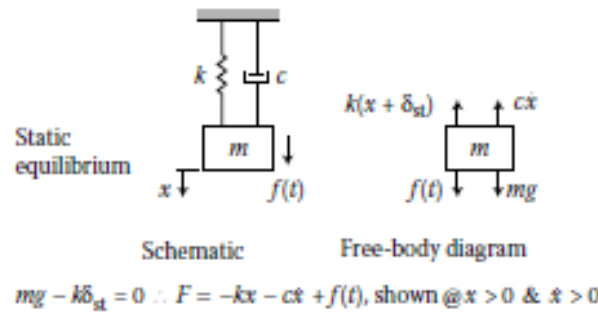 k
c
k(x + δst)
cẋ
Static
equilibrium
m
m
x
f(t)
f(t)
mg
Schematic
Free-body diagram
mg − kδst = 0 ∴ F = −kx − cẋ + f(t), shown @ x > 0 & ẋ > 0